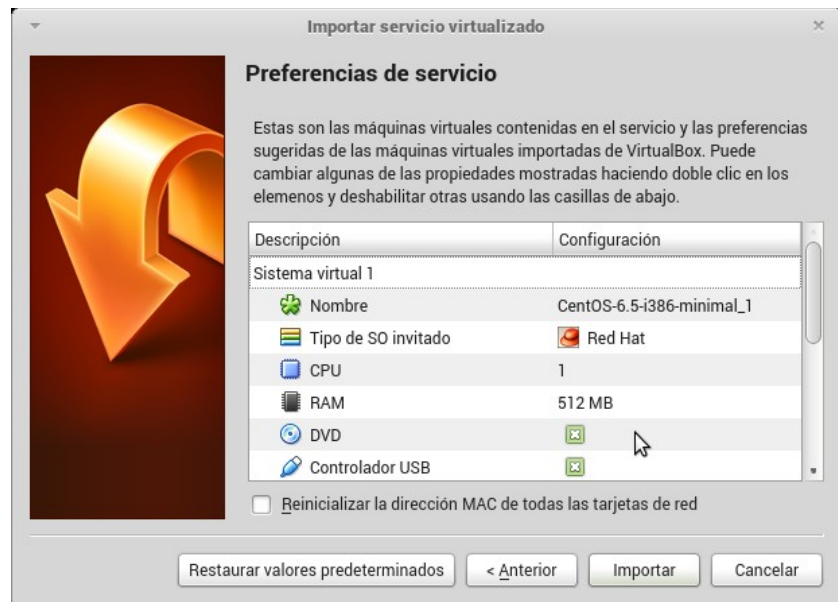 Importar servicio virtualizado
Preferencias de servicio
Estas son las máquinas virtuales contenidas en el servicio y las preferencias
sugeridas de las máquinas virtuales importadas de VirtualBox. Puede
cambiar algunas de las propiedades mostradas haciendo doble clic en los
elemenos y deshabilitar otras usando las casillas de abajo.
Descripción Configuración
Sistema virtual 1
Nombre CentOS-6.5-i386-minimal_1
Tipo de SO invitado Red Hat
CPU 1
RAM 512 MB
DVD
Controlador USB
Reinicializar la dirección MAC de todas las tarjetas de red
Restaurar valores predeterminados < Anterior Importar Cancelar